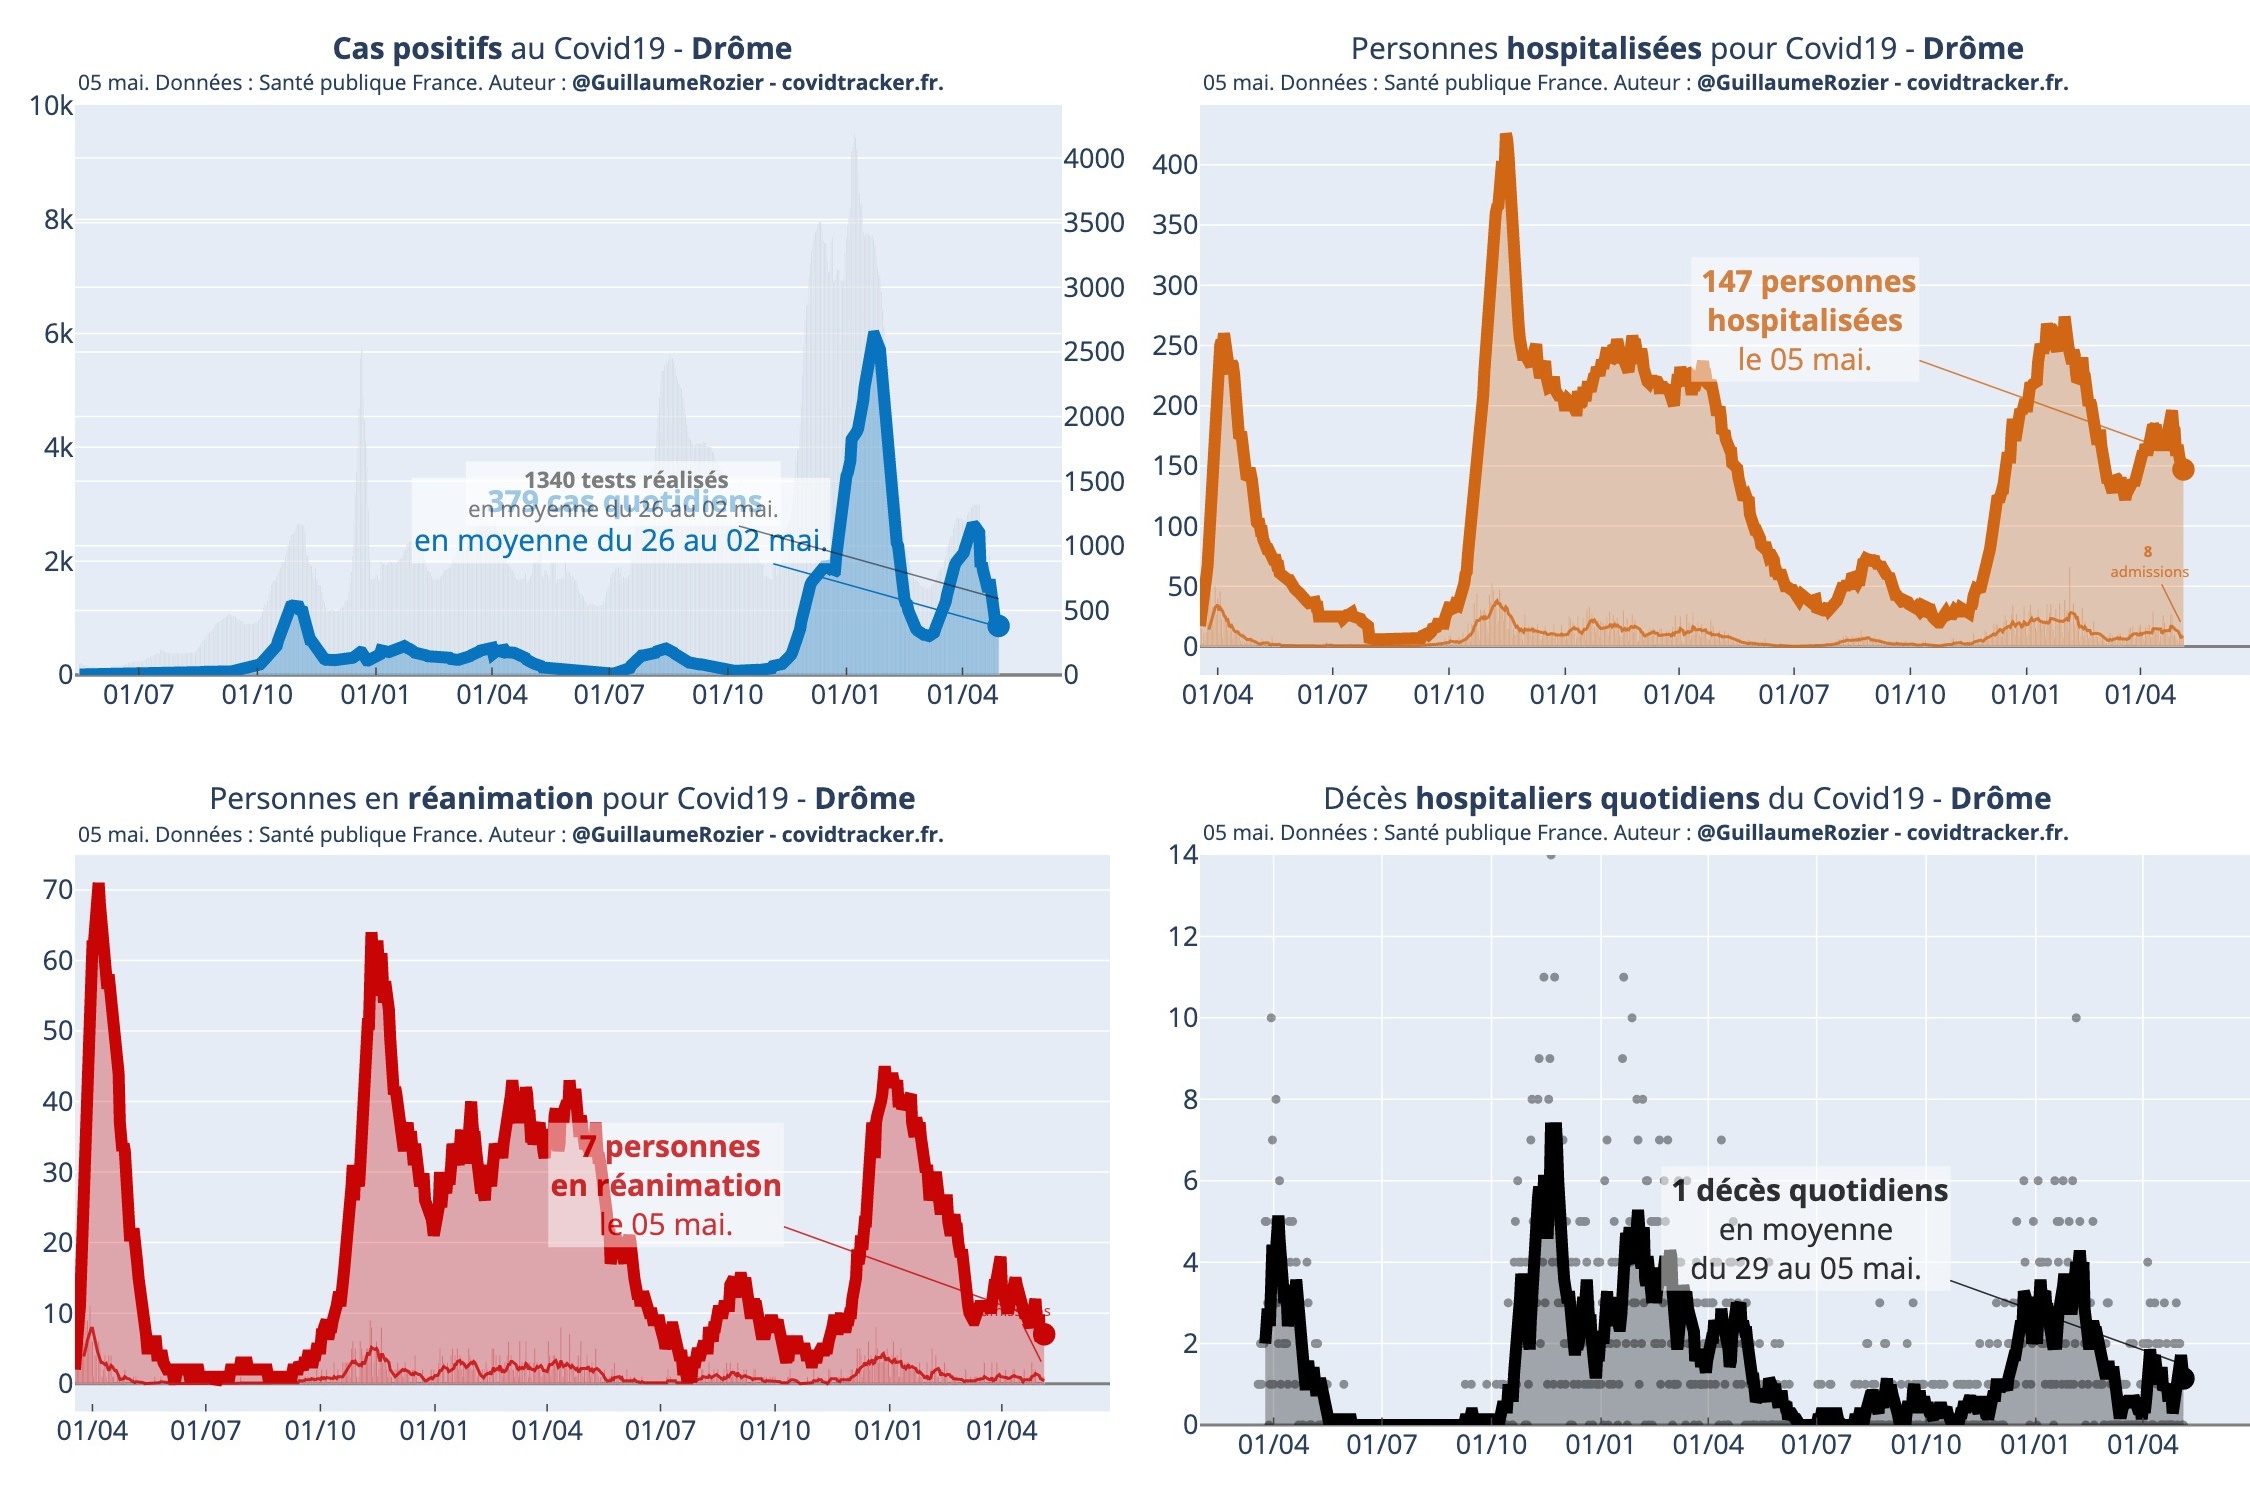 Cas positifs au Covid19 - Drôme
05 mai. Données : Santé publique France. Auteur : @GuillaumeRozier - covidtracker.fr.
10k
8k
6k
4k
2k
0
4000
3500
3000
2500
2000
1500
1000
500
0
1340 tests réalisés
en moyenne du 26 au 02 mai.
379 cas quotidiens
en moyenne du 26 au 02 mai.
01/07 01/10 01/01 01/04 01/07 01/10 01/01 01/04
Personnes hospitalisées pour Covid19 - Drôme
05 mai. Données : Santé publique France. Auteur : @GuillaumeRozier - covidtracker.fr.
400
350
300
250
200
150
100
50
0
147 personnes
hospitalisées
le 05 mai.
8
admissions
01/04 01/07 01/10 01/01 01/04 01/07 01/10 01/01 01/04
Personnes en réanimation pour Covid19 - Drôme
05 mai. Données : Santé publique France. Auteur : @GuillaumeRozier - covidtracker.fr.
70
60
50
40
30
20
10
0
7 personnes
en réanimation
le 05 mai.
01/04 01/07 01/10 01/01 01/04 01/07 01/10 01/01 01/04
Décès hospitaliers quotidiens du Covid19 - Drôme
05 mai. Données : Santé publique France. Auteur : @GuillaumeRozier - covidtracker.fr.
14
12
10
8
6
4
2
0
1 décès quotidiens
en moyenne
du 29 au 05 mai.
01/04 01/07 01/10 01/01 01/04 01/07 01/10 01/01 01/04